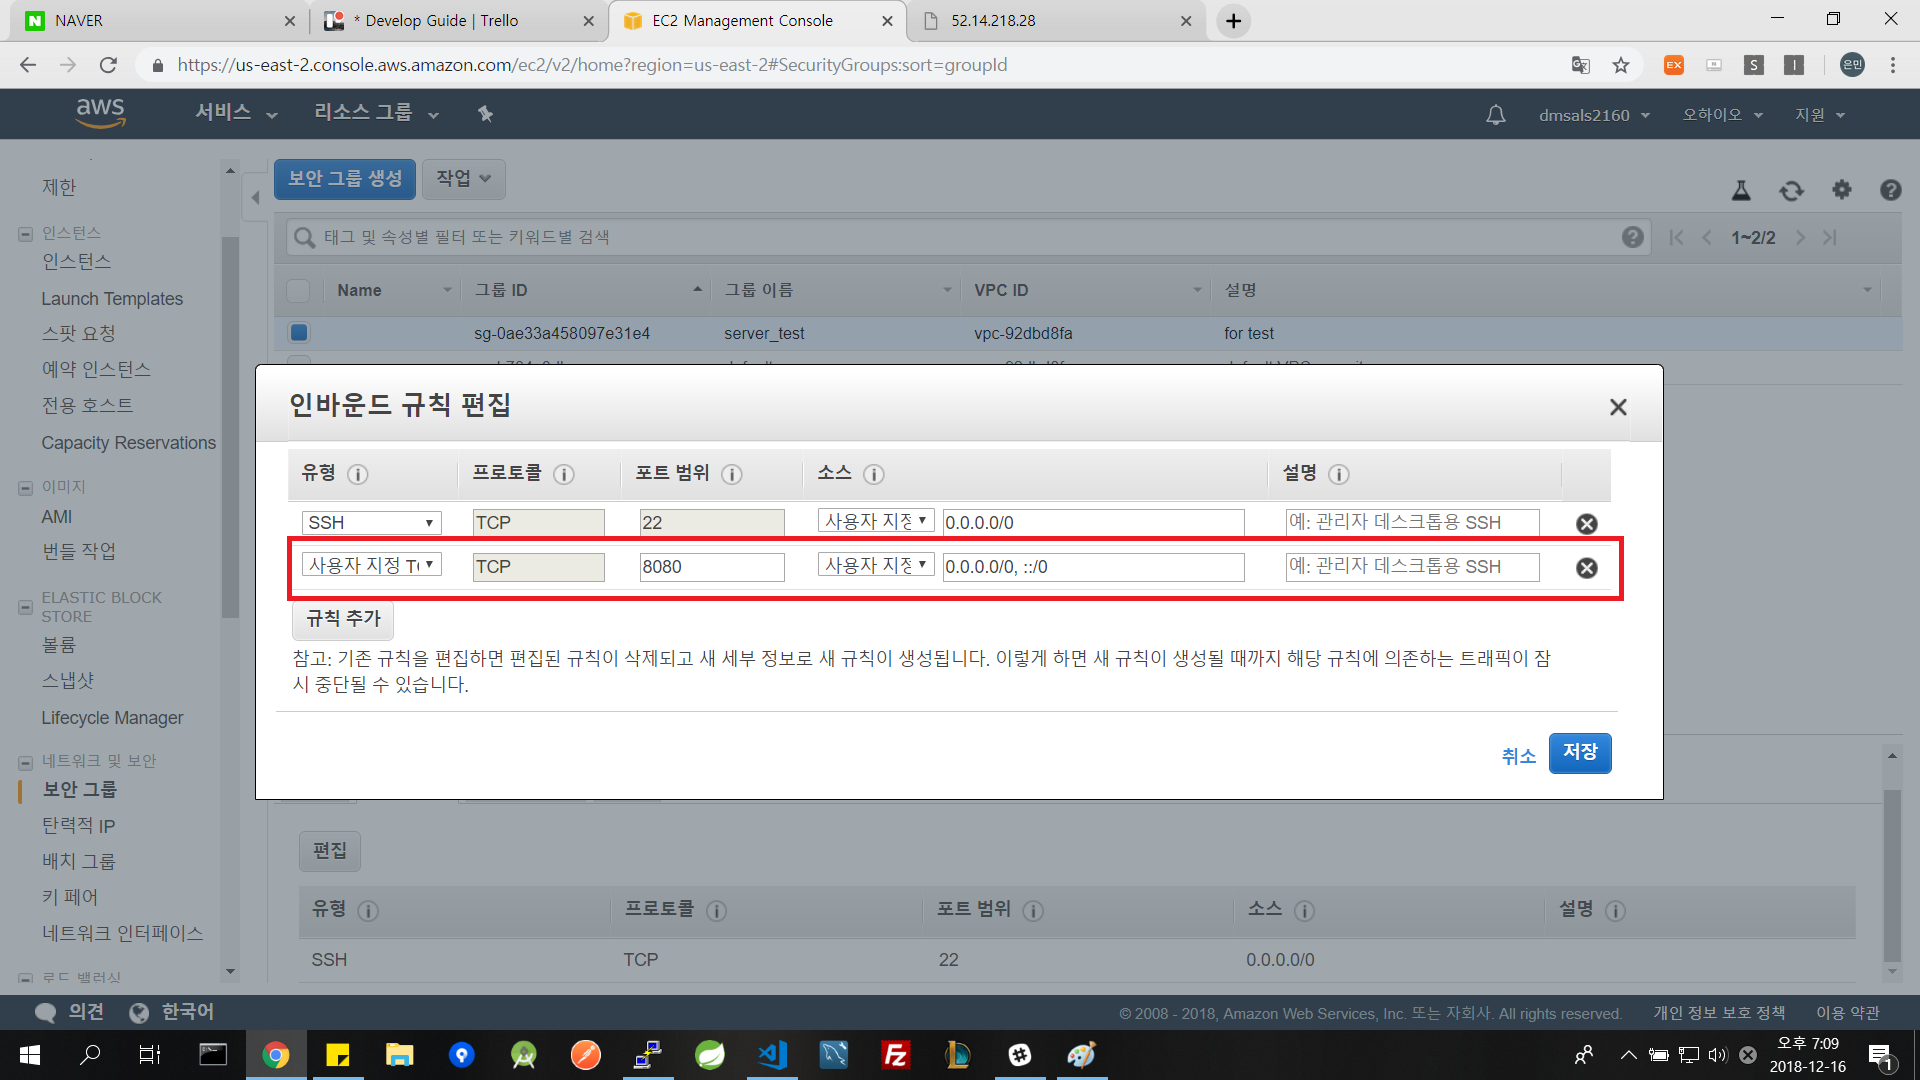 NAVER
* Develop Guide | Trello
EC2 Management Console
52.14.218.28
https://us-east-2.console.aws.amazon.com/ec2/v2/home?region=us-east-2#SecurityGroups:sort=groupId
EX
S
I
은민
aws
서비스
리소스 그룹
dmsals2160
오하이오
지원
제한
인스턴스
인스턴스
Launch Templates
스팟 요청
예약 인스턴스
전용 호스트
Capacity Reservations
이미지
AMI
번들 작업
ELASTIC BLOCK
STORE
볼륨
스냅샷
Lifecycle Manager
네트워크 및 보안
보안 그룹
탄력적 IP
배치 그룹
키 페어
네트워크 인터페이스
로드 밸런싱
보안 그룹 생성
작업
태그 및 속성별 필터 또는 키워드별 검색
1~2/2
Name
그룹 ID
그룹 이름
VPC ID
설명
sg-0ae33a458097e31e4
server_test
vpc-92dbd8fa
for test
인바운드 규칙 편집
유형
프로토콜
포트 범위
소스
설명
SSH
TCP
22
사용자 지정
0.0.0.0/0
예: 관리자 데스크톱용 SSH
사용자 지정 TC
TCP
8080
사용자 지정
0.0.0.0/0, ::/0
예: 관리자 데스크톱용 SSH
규칙 추가
참고: 기존 규칙을 편집하면 편집된 규칙이 삭제되고 새 세부 정보로 새 규칙이 생성됩니다. 이렇게 하면 새 규칙이 생성될 때까지 해당 규칙에 의존하는 트래픽이 잠
시 중단될 수 있습니다.
취소
저장
편집
유형
프로토콜
포트 범위
소스
설명
SSH
TCP
22
0.0.0.0/0
의견
한국어
© 2008 - 2018, Amazon Web Services, Inc. 또는 자회사. All rights reserved.
개인 정보 보호 정책
이용 약관
오후 7:09
2018-12-16
1